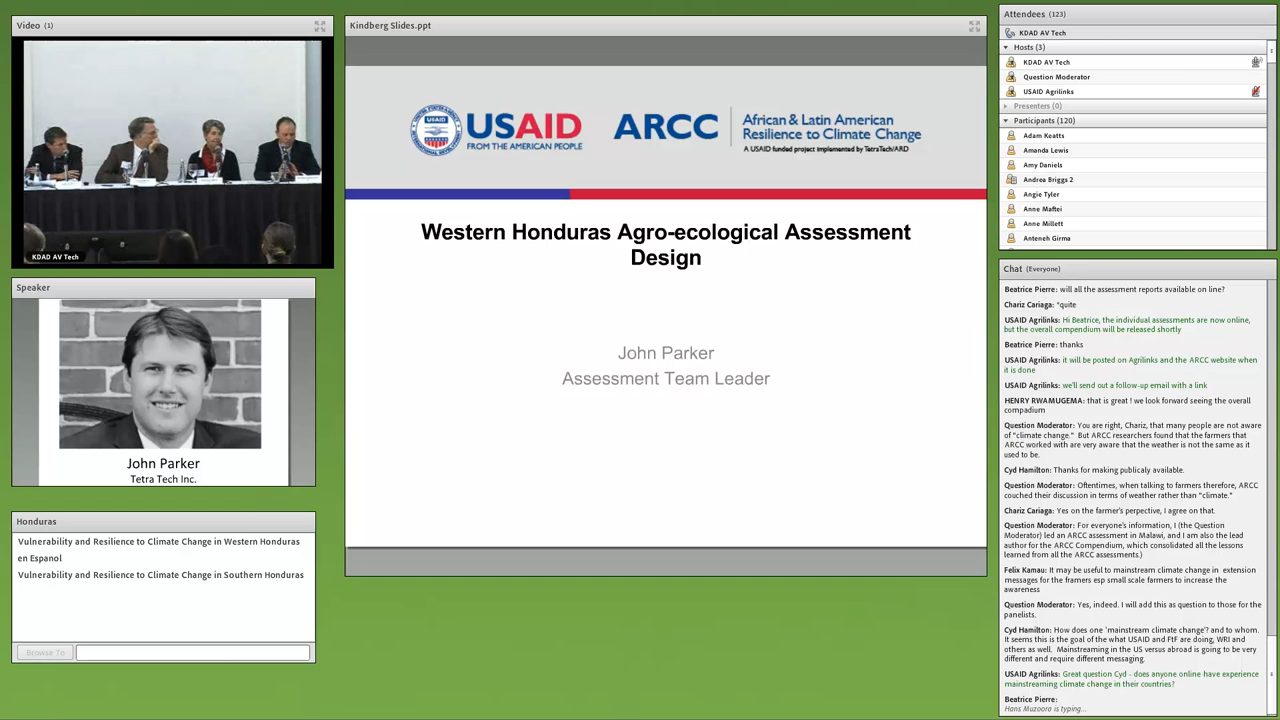 Video (1)
KDAD AV Tech
Speaker
John Parker
Tetra Tech Inc.
Honduras
Vulnerability and Resilience to Climate Change in Western Honduras
en Espanol
Vulnerability and Resilience to Climate Change in Southern Honduras
Browse To
Kindberg Slides.ppt
USAID
FROM THE AMERICAN PEOPLE
ARCC
African & Latin American
Resilience to Climate Change
A USAID funded project implemented by TetraTech/ARD
Western Honduras Agro-ecological Assessment
Design
John Parker
Assessment Team Leader
Attendees (123)
KDAD AV Tech
Hosts (3)
KDAD AV Tech
Question Moderator
USAID Agrilinks
Presenters (0)
Participants (120)
Adam Keatts
Amanda Lewis
Amy Daniels
Andrea Briggs 2
Angie Tyler
Anne Maftei
Anne Millett
Anteneh Girma
Chat (Everyone)
Beatrice Pierre: will all the assessment reports available on line?
Chariz Cariaga: *quite
USAID Agrilinks: Hi Beatrice, the individual assessments are now online,
but the overall compendium will be released shortly
Beatrice Pierre: thanks
USAID Agrilinks: it will be posted on Agrilinks and the ARCC website when
it is done
USAID Agrilinks: we'll send out a follow-up email with a link
HENRY RWAMUGEMA: that is great ! we look forward seeing the overall
compadium
Question Moderator: You are right, Chariz, that many people are not aware
of "climate change." But ARCC researchers found that the farmers that
ARCC worked with are very aware that the weather is not the same as it
used to be.
Cyd Hamilton: Thanks for making publicaly available.
Question Moderator: Oftentimes, when talking to farmers therefore, ARCC
couched their discussion in terms of weather rather than "climate."
Chariz Cariaga: Yes on the farmer's perpective, I agree on that.
Question Moderator: For everyone's information, I (the Question
Moderator) led an ARCC assessment in Malawi, and I am also the lead
author for the ARCC Compendium, which consolidated all the lessons
learned from all the ARCC assessments.)
Felix Kamau: It may be useful to mainstream climate change in extension
messages for the framers esp small scale farmers to increase the
awareness
Question Moderator: Yes, indeed. I will add this as question to those for the
panelists.
Cyd Hamilton: How does one 'mainstream climate change'? and to whom.
It seems this is the goal of the what USAID and FtF are doing, WRI and
others as well. Mainstreaming in the US versus abroad is going to be very
different and require different messaging.
USAID Agrilinks: Great question Cyd - does anyone online have experience
mainstreaming climate change in their countries?
Beatrice Pierre:
Hans Muzoora is typing...